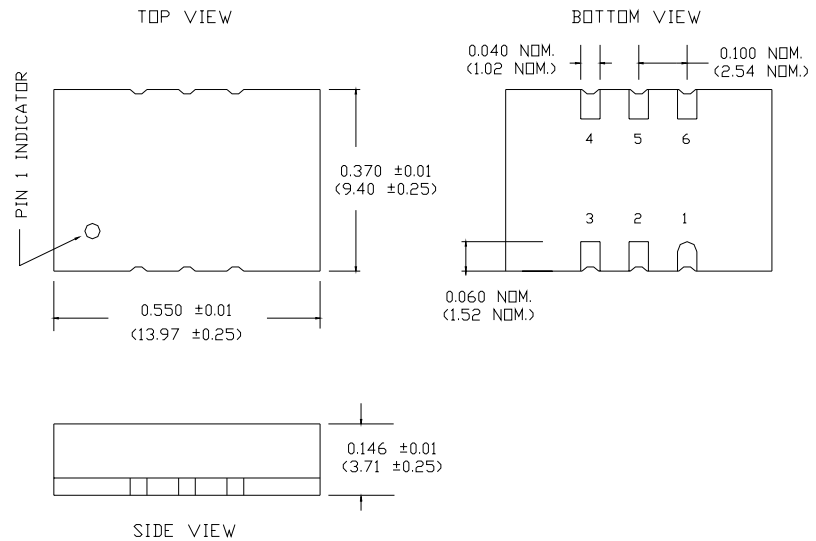 TOP VIEW
BOTTOM VIEW
0.040 NOM.
(1.02 NOM.)
0.100 NOM.
(2.54 NOM.)
PIN 1 INDICATOR
4 5 6
0.370 ±0.01
(9.40 ±0.25)
3 2 1
0.060 NOM.
(1.52 NOM.)
0.550 ±0.01
(13.97 ±0.25)
0.146 ±0.01
(3.71 ±0.25)
SIDE VIEW